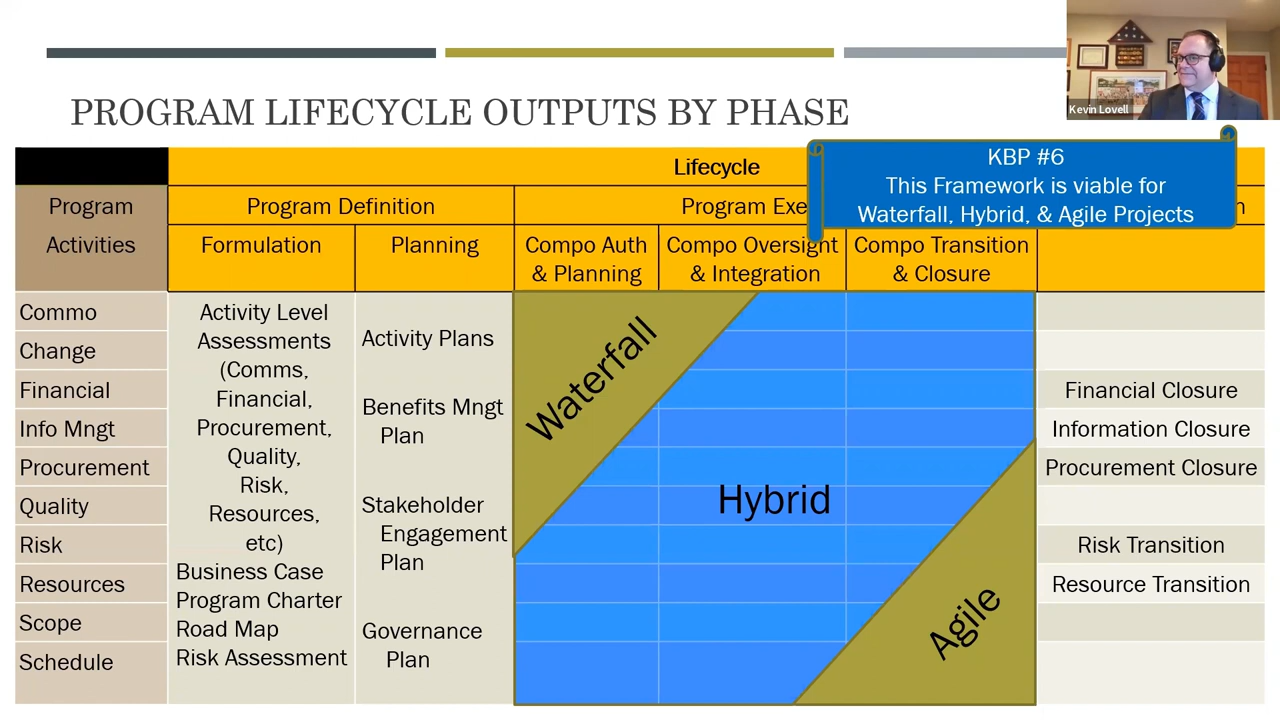 Kevin Lovell
PROGRAM LIFECYCLE OUTPUTS BY PHASE
KBP #6
This Framework is viable for
Waterfall, Hybrid, & Agile Projects
Lifecycle
Program
Activities
Program Definition
Program Exe
n
Formulation
Planning
Compo Auth
& Planning
Compo Oversight
& Integration
Compo Transition
& Closure
Commo
Change
Financial
Info Mngt
Procurement
Quality
Risk
Resources
Scope
Schedule
Activity Level
Assessments
(Comms,
Financial,
Procurement,
Quality,
Risk,
Resources,
etc)
Business Case
Program Charter
Road Map
Risk Assessment
Activity Plans
Benefits Mngt
Plan
Stakeholder
Engagement
Plan
Governance
Plan
Waterfall
Hybrid
Agile
Financial Closure
Information Closure
Procurement Closure
Risk Transition
Resource Transition